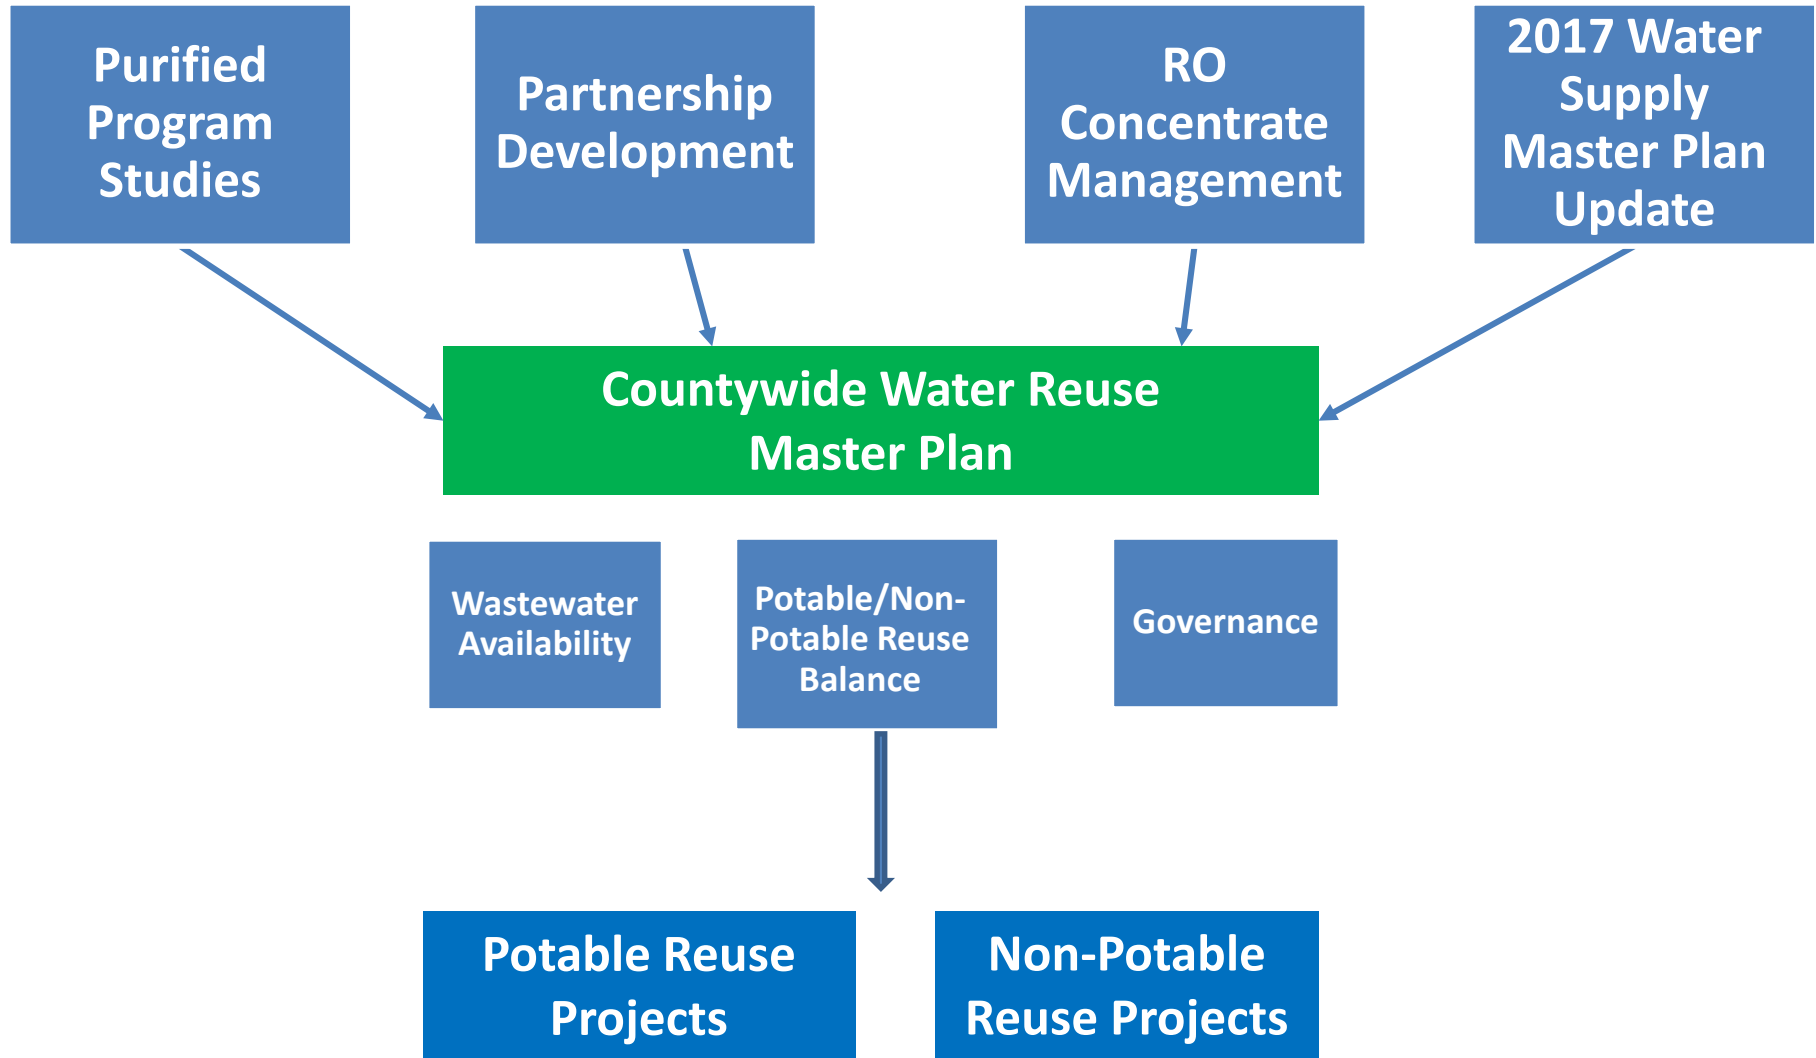 Purified
Program
Studies
Partnership
Development
RO
Concentrate
Management
2017 Water
Supply
Master Plan
Update
Countywide Water Reuse
Master Plan
Wastewater
Availability
Potable/Non-
Potable Reuse
Balance
Governance
Potable Reuse
Projects
Non-Potable
Reuse Projects